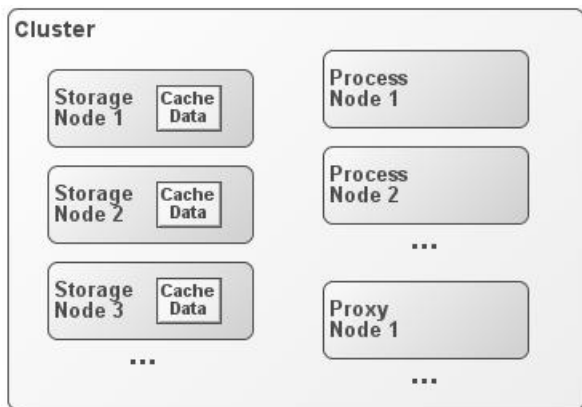 Cluster
Storage
Node 1
Cache
Data
Storage
Node 2
Cache
Data
Storage
Node 3
Cache
Data
...
Process
Node 1
Process
Node 2
...
Proxy
Node 1
...